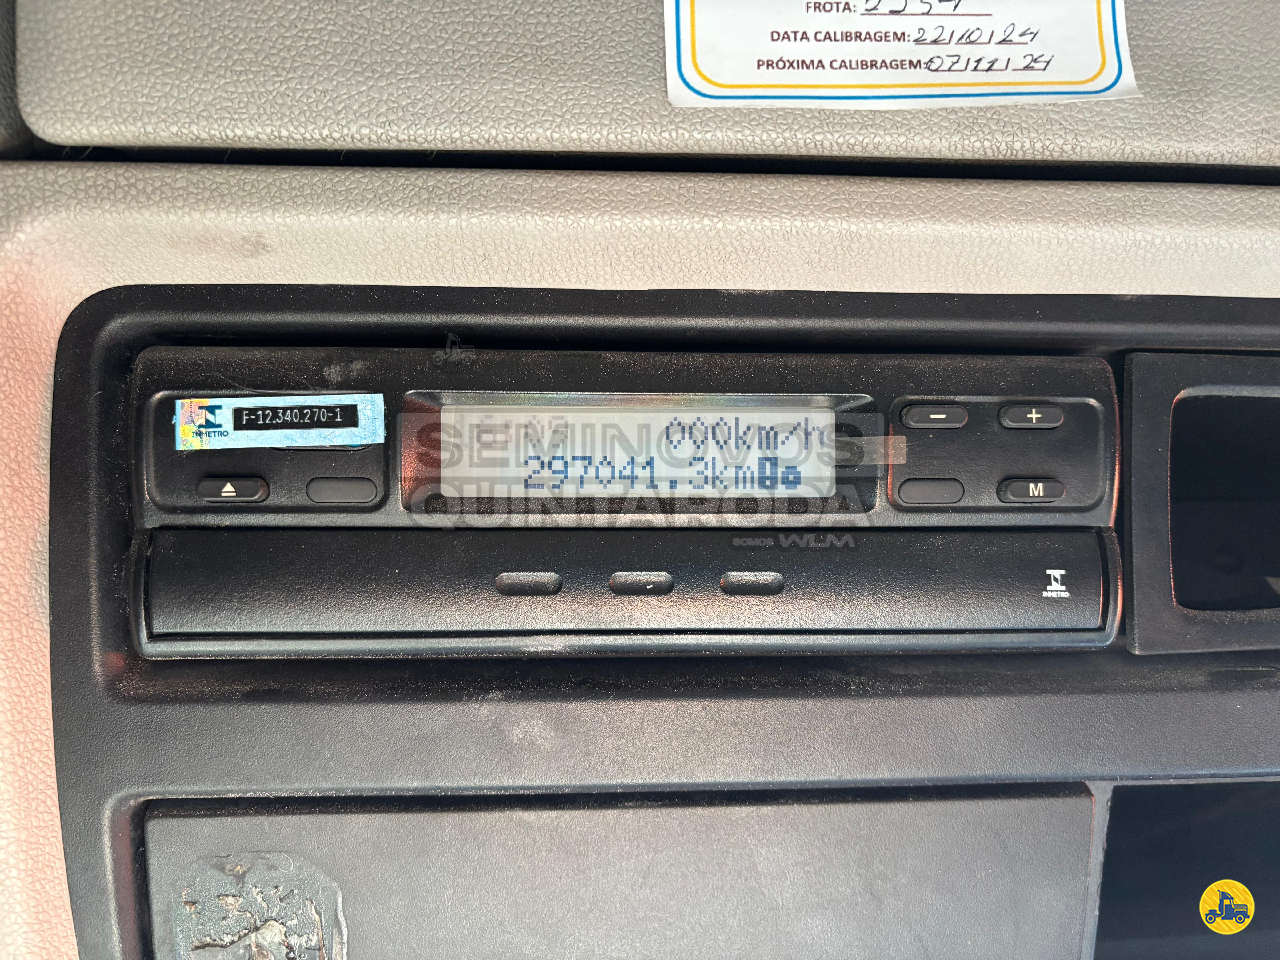 FROTA:
DATA CALIBRAGEM: 22/10/24
PRÓXIMA CALIBRAGEM: 07/11/24
INMETRO
F-12.340.270-1
000km/h
297041.3km
- +
M
SEMINOVOS
QUINTA RODA
SOMOS WLM
INMETRO